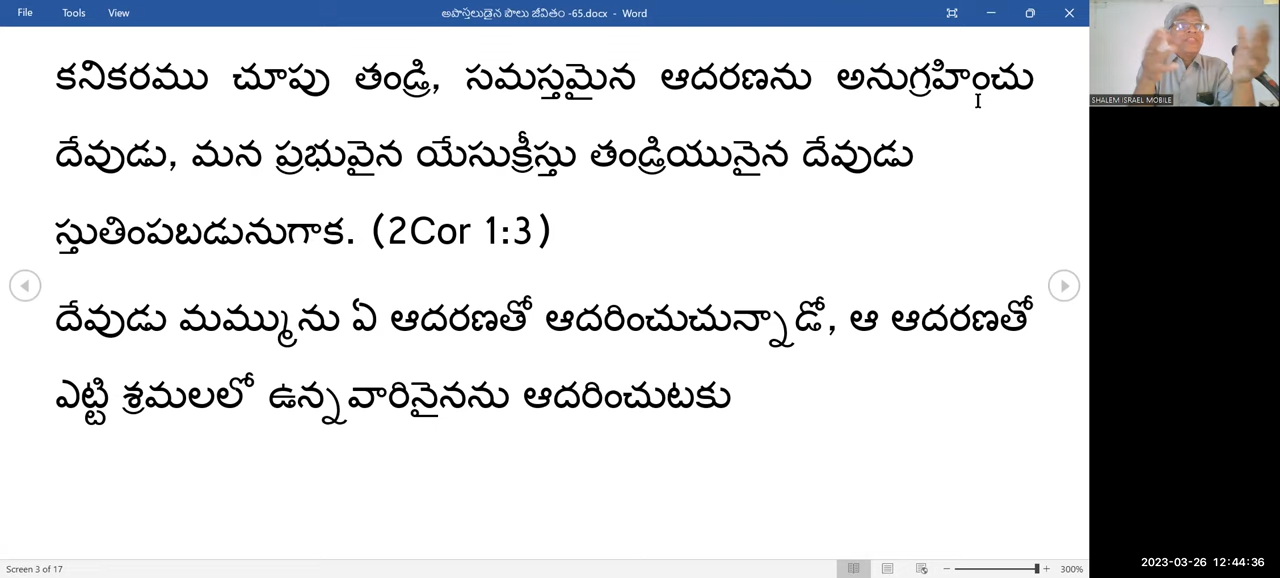 File Tools View అపొస్తలుడైన పౌలు జీవితం -65.docx - Word
కనికరము చూపు తండ్రి, సమస్తమైన ఆదరణను అనుగ్రహించు
దేవుడు, మన ప్రభువైన యేసుక్రీస్తు తండ్రియునైన దేవుడు
స్తుతింపబడునుగాక. (2Cor 1:3)
దేవుడు మమ్మును ఏ ఆదరణతో ఆదరించుచున్నాడో, ఆ ఆదరణతో
ఎట్టి శ్రమలలో ఉన్నవారినైనను ఆదరించుటకు
SHALEM ISRAEL MOBILE
Screen 3 of 17 300%
2023-03-26 12:44:36